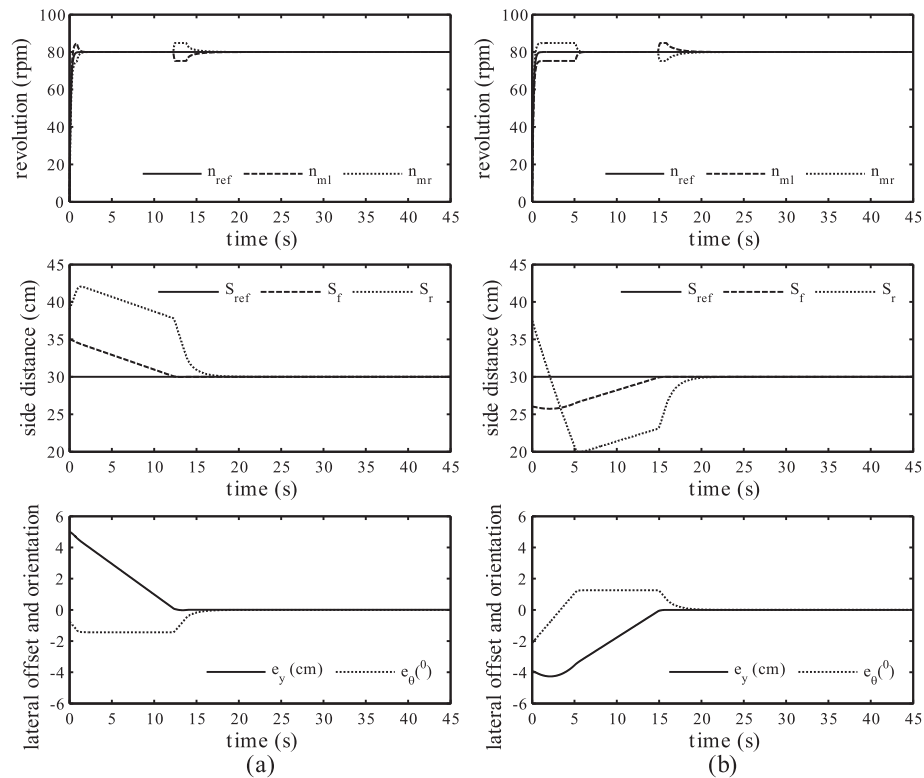 100
80
60
40
20
0
revolution (rpm)
n_ref n_ml n_mr
0 5 10 15 20 25 30 35 40 45
time (s)
100
80
60
40
20
0
revolution (rpm)
n_ref n_ml n_mr
0 5 10 15 20 25 30 35 40 45
time (s)
45
40
35
30
25
20
side distance (cm)
S_ref S_f S_r
0 5 10 15 20 25 30 35 40 45
time (s)
45
40
35
30
25
20
side distance (cm)
S_ref S_f S_r
0 5 10 15 20 25 30 35 40 45
time (s)
6
4
2
0
-2
-4
-6
lateral offset and orientation
e_y (cm) e_θ(⁰)
0 5 10 15 20 25 30 35 40 45
time (s)
(a)
6
4
2
0
-2
-4
-6
lateral offset and orientation
e_y (cm) e_θ(⁰)
0 5 10 15 20 25 30 35 40 45
time (s)
(b)